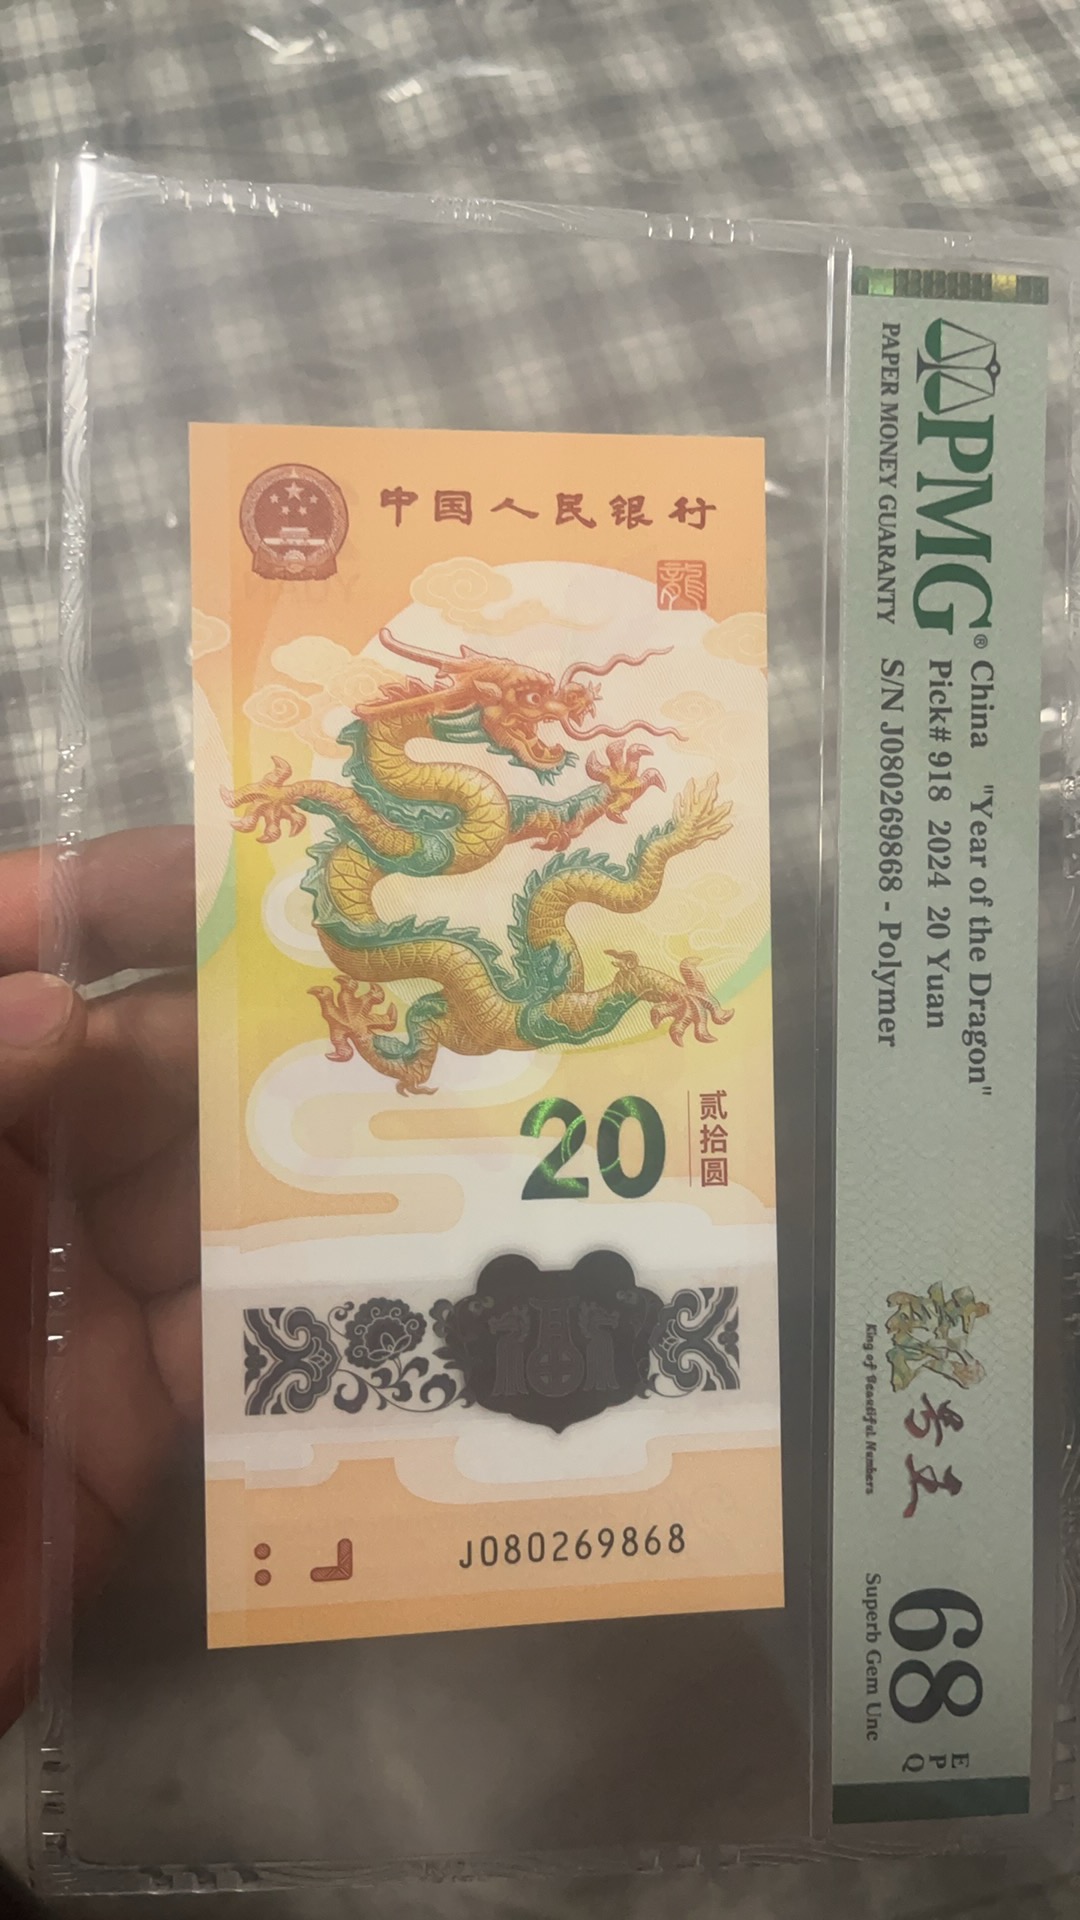 中国人民银行
龍
20
贰拾圆
J080269868
PMG®
PAPER MONEY GUARANTY
China "Year of the Dragon"
Pick# 918 2024 20 Yuan
S/N J080269868 - Polymer
King of Beautiful Numbers
68
EPQ
Superb Gem Unc